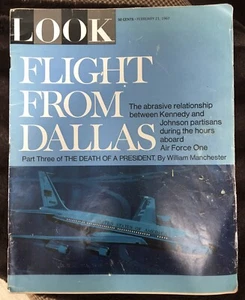 LOOK
FLIGHT
FROM
DALLAS
The abrasive relationship
between Kennedy and
Johnson partisans
during the hours
aboard
Air Force One
Part Three of THE DEATH OF A PRESIDENT, By William Manchester